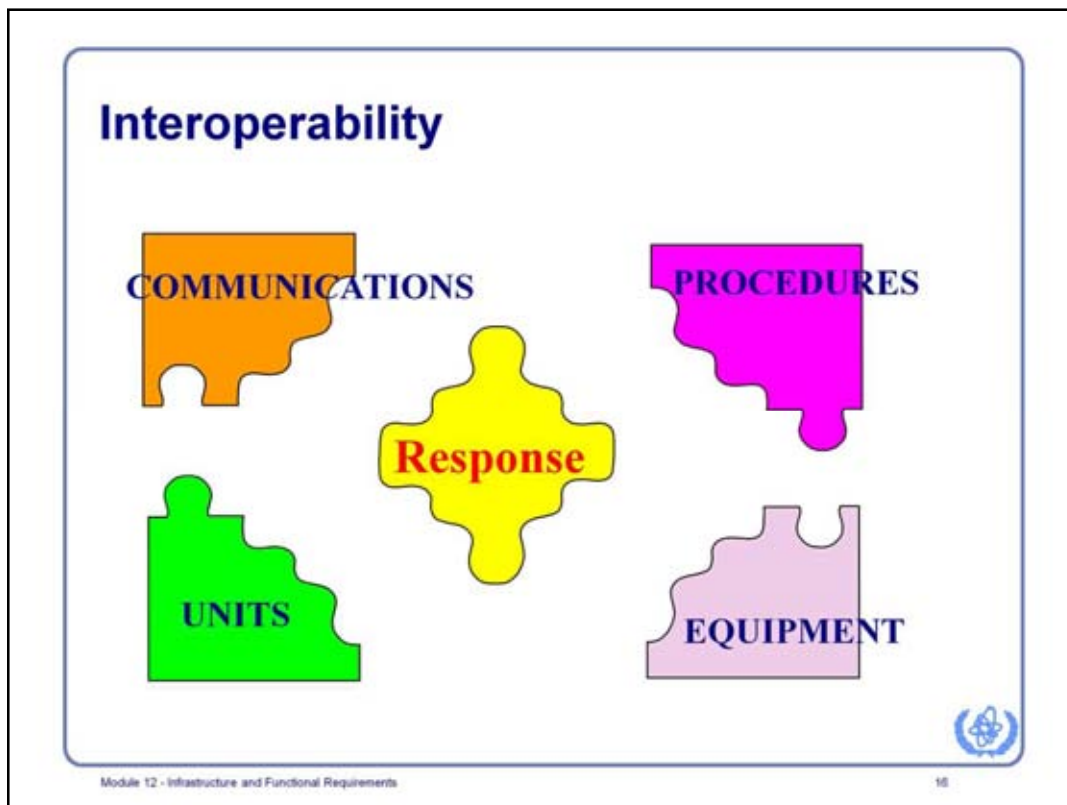 Interoperability
COMMUNICATIONS
PROCEDURES
Response
UNITS
EQUIPMENT
Module 12 - Infrastructure and Functional Requirements
16